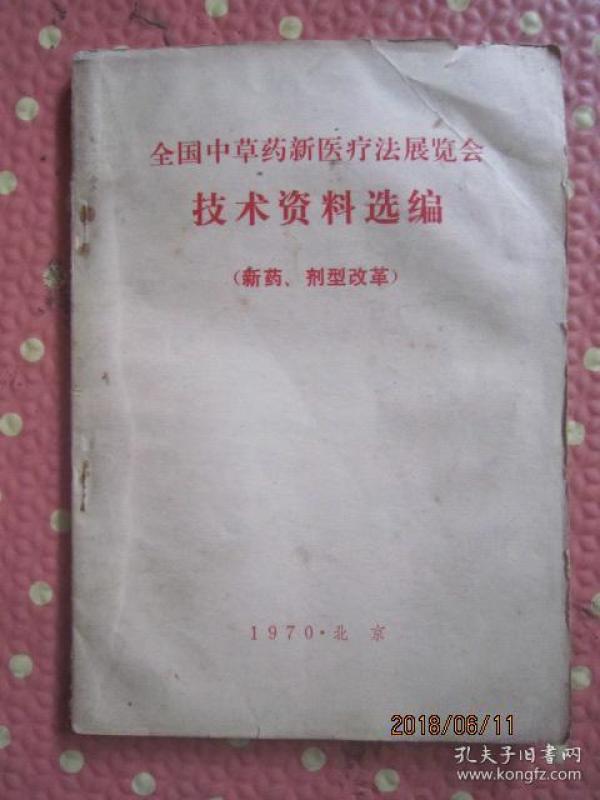 全国中草药新医疗法展览会
技术资料选编
（新药、剂型改革）
1970·北京
2018/06/11
孔夫子旧书网
www.kongfz.com